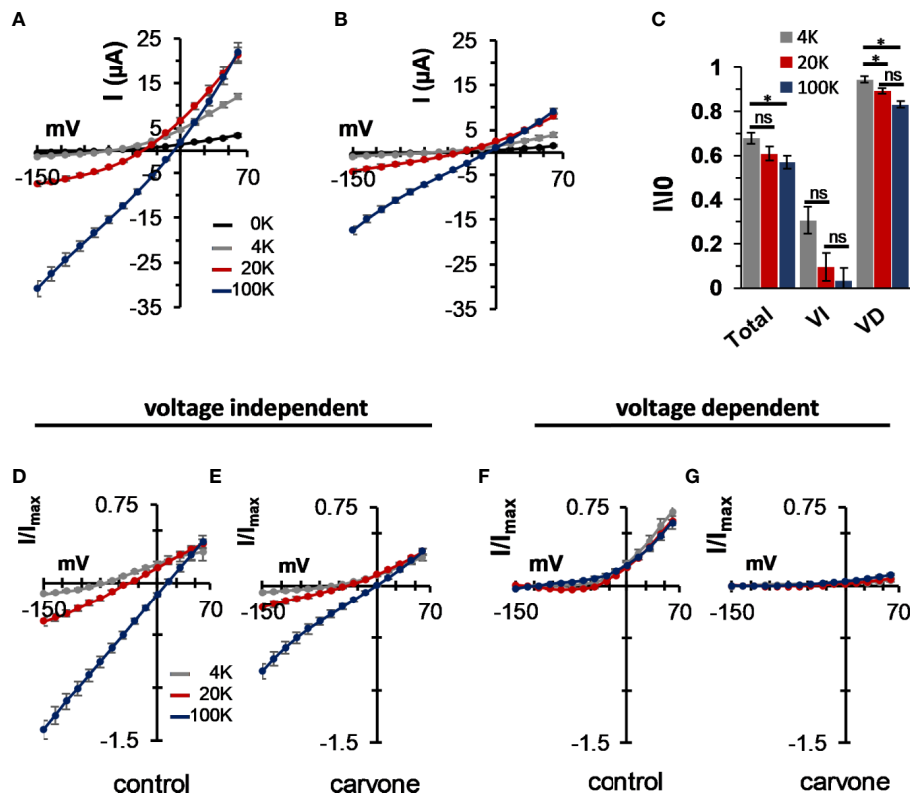 A
B
C
I (µA)
25
15
5
-5
-15
-25
-35
mV
-150
70
0K
4K
20K
100K
I (µA)
25
15
5
-5
-15
-25
-35
mV
-150
70
4K
20K
100K
I\I0
1
0.8
0.6
0.4
0.2
0
*
ns
ns
ns
*
*
ns
Total
VI
VD
voltage independent
voltage dependent
D
E
F
G
I/Imax
0.75
mV
-150
70
-1.5
4K
20K
100K
control
I/Imax
0.75
mV
-150
70
-1.5
carvone
I/Imax
0.75
mV
-150
70
-1.5
control
I/Imax
0.75
mV
-150
70
-1.5
carvone